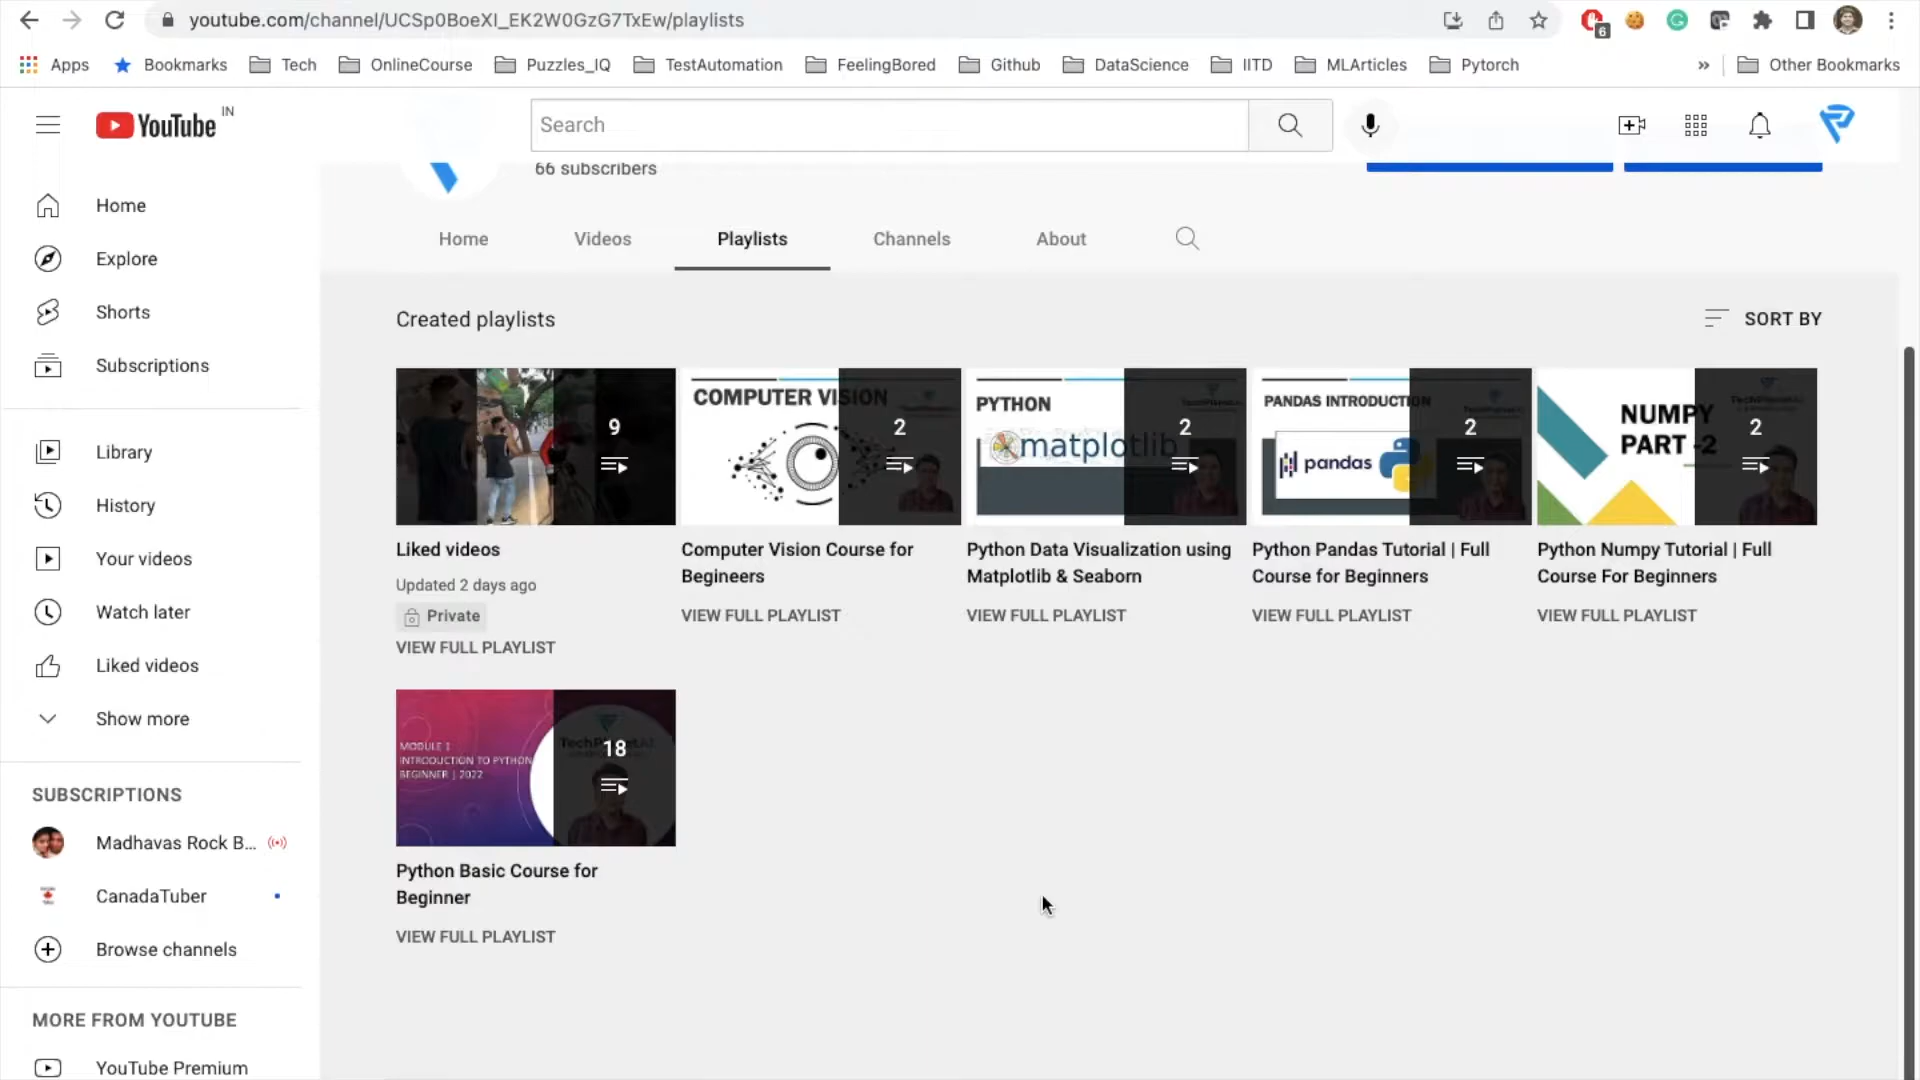 youtube.com/channel/UCSp0BoeXI_EK2W0GzG7TxEw/playlists
6
Apps Bookmarks Tech OnlineCourse Puzzles_IQ TestAutomation FeelingBored Github DataScience IITD MLArticles Pytorch » Other Bookmarks
YouTube IN
Search
66 subscribers
Home
Explore
Shorts
Subscriptions
Library
History
Your videos
Watch later
Liked videos
Show more
SUBSCRIPTIONS
Madhavas Rock B...
CanadaTuber
Browse channels
MORE FROM YOUTUBE
YouTube Premium
Home Videos Playlists Channels About
Created playlists
SORT BY
9
Liked videos
Updated 2 days ago
Private
VIEW FULL PLAYLIST
COMPUTER VISION
2
Computer Vision Course for
Begineers
VIEW FULL PLAYLIST
PYTHON
matplotlib
2
Python Data Visualization using
Matplotlib & Seaborn
VIEW FULL PLAYLIST
PANDAS INTRODUCTION
pandas
2
Python Pandas Tutorial | Full
Course for Beginners
VIEW FULL PLAYLIST
NUMPY
PART -2
2
Python Numpy Tutorial | Full
Course For Beginners
VIEW FULL PLAYLIST
MODULE 1
INTRODUCTION TO PYTHON
BEGINNER | 2022
18
Python Basic Course for
Beginner
VIEW FULL PLAYLIST